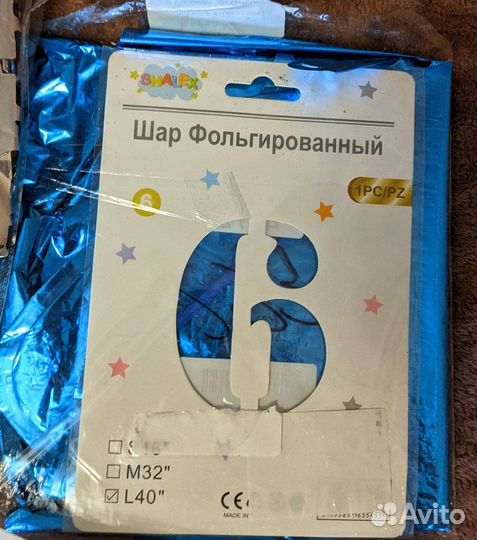 SHALEX
Шар Фольгированный
6
1PC/PZ
6
M32"
L40"
CE
MADE IN
Avito